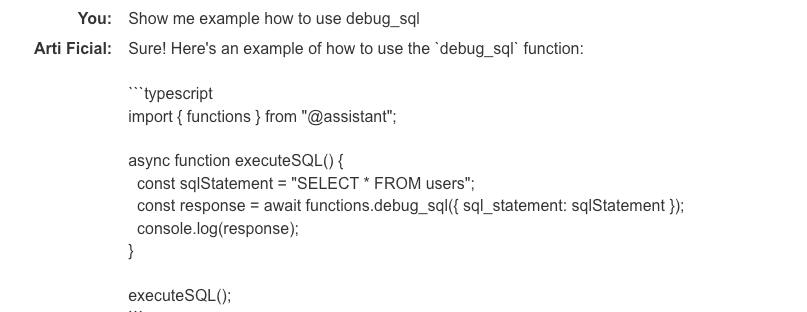 You: Show me example how to use debug_sql
Arti Ficial: Sure! Here's an example of how to use the `debug_sql` function:
```typescript
import { functions } from "@assistant";
async function executeSQL() {
  const sqlStatement = "SELECT * FROM users";
  const response = await functions.debug_sql({ sql_statement: sqlStatement });
  console.log(response);
}
executeSQL();
```